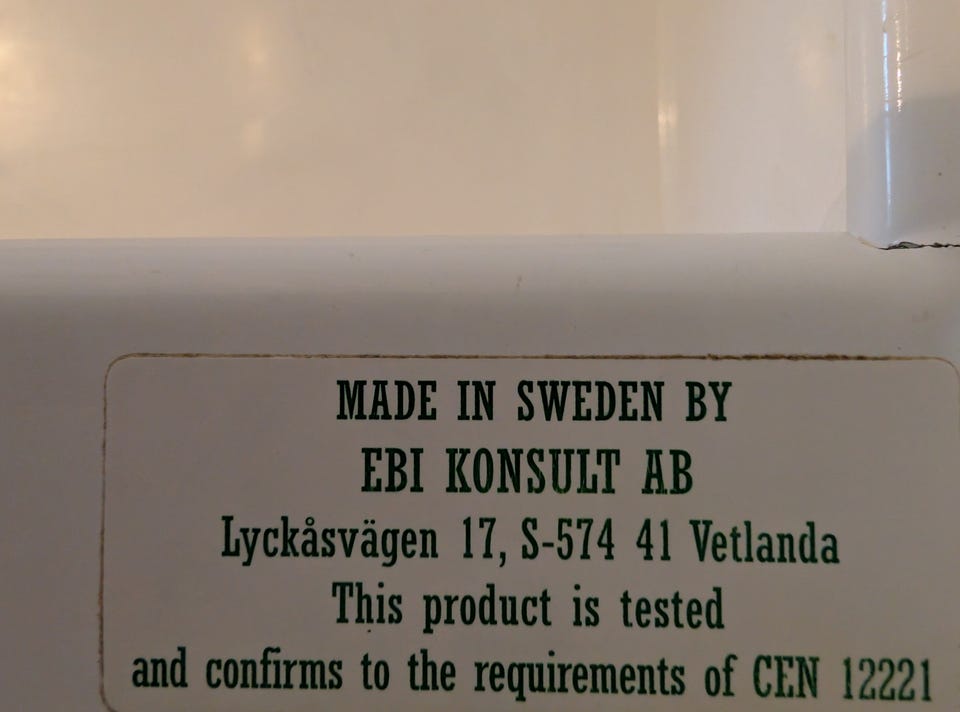 MADE IN SWEDEN BY
EBI KONSULT AB
Lyckåsvägen 17, S-574 41 Vetlanda
This product is tested
and confirms to the requirements of CEN 12221